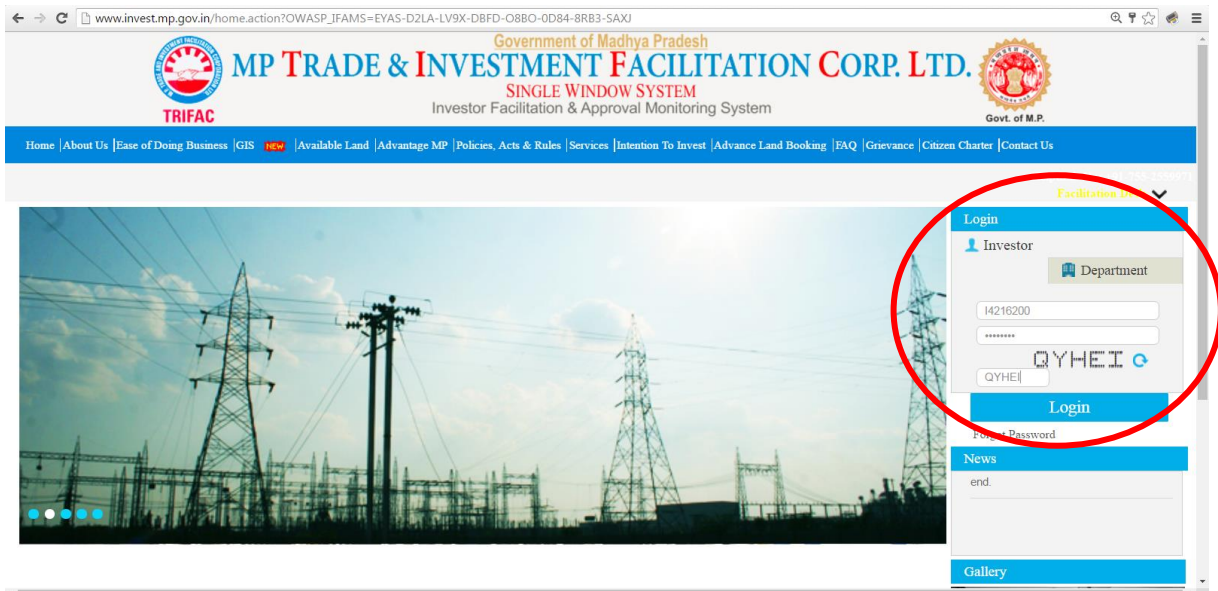 www.invest.mp.gov.in/home.action?OWASP_IFAMS=EYAS-D2LA-LV9X-DBFD-O8BO-0D84-8RB3-SAXJ
Government of Madhya Pradesh
MP TRADE & INVESTMENT FACILITATION CORP. LTD.
SINGLE WINDOW SYSTEM
Investor Facilitation & Approval Monitoring System
TRIFAC
Govt. of M.P.
Home |About Us |Ease of Doing Business |GIS NEW |Available Land |Advantage MP |Policies, Acts & Rules |Services |Intention To Invest |Advance Land Booking |FAQ |Grievance |Citizen Charter |Contact Us
Facilitation
Login
Investor
Department
I4216200
••••••••
QYHEI
QYHEI
Login
Forgot Password
News
end.
Gallery